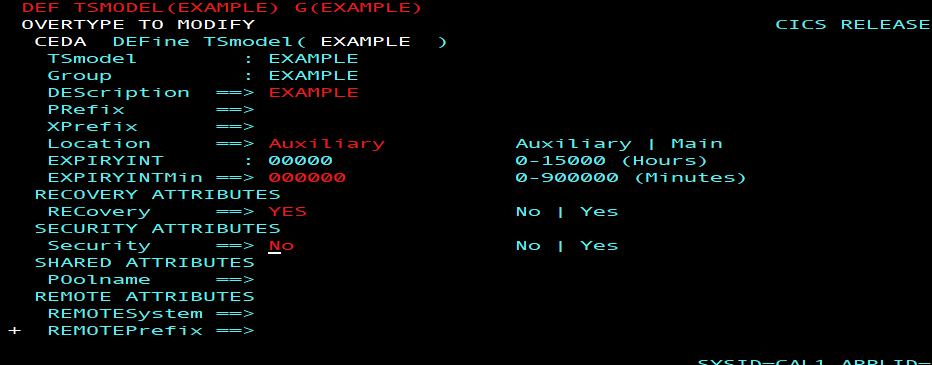 DEF TSMODEL(EXAMPLE) G(EXAMPLE)
OVERTYPE TO MODIFY CICS RELEASE
CEDA DEFine TSmodel( EXAMPLE )
TSmodel : EXAMPLE
Group : EXAMPLE
DEScription ==> EXAMPLE
PRefix ==>
XPrefix ==>
Location ==> Auxiliary Auxiliary | Main
EXPIRYINT : 00000 0-15000 (Hours)
EXPIRYINTMin ==> 000000 0-900000 (Minutes)
RECOVERY ATTRIBUTES
RECovery ==> YES No | Yes
SECURITY ATTRIBUTES
Security ==> No No | Yes
SHARED ATTRIBUTES
POolname ==>
REMOTE ATTRIBUTES
REMOTESystem ==>
+ REMOTEPrefix ==>
SYSID=CAL1 APPLID=